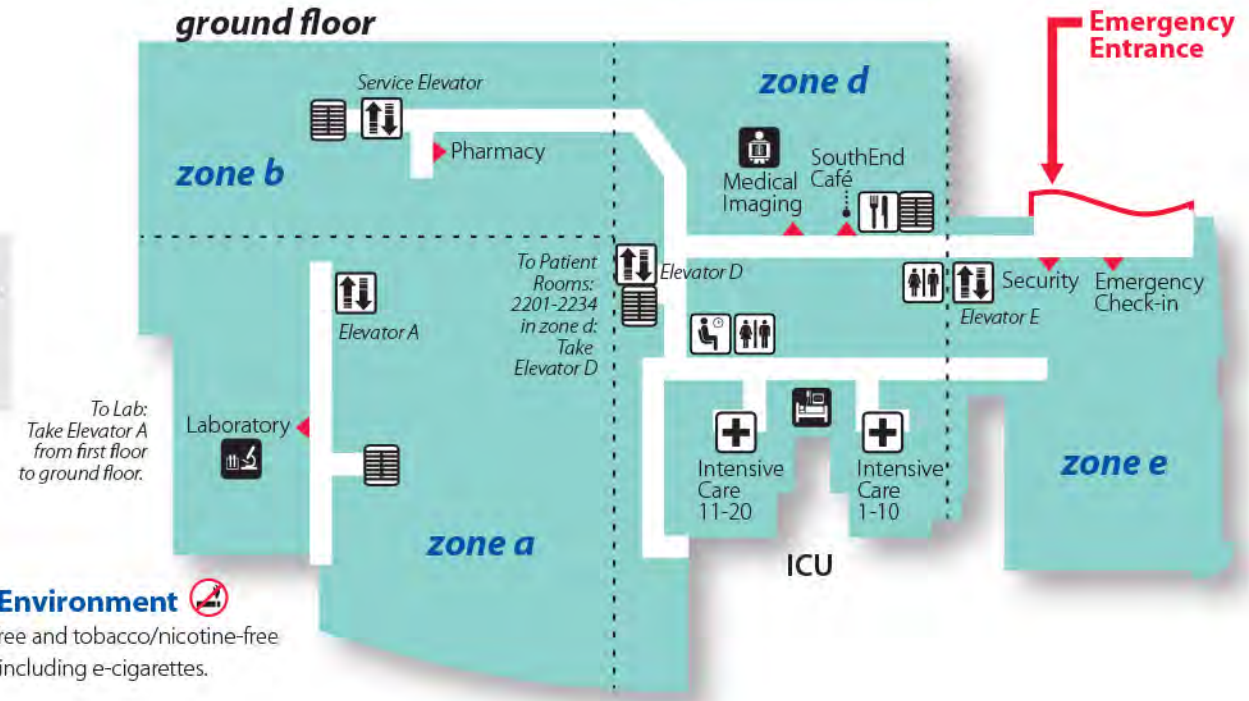 ground floor
Emergency
Entrance
Service Elevator
zone d
Pharmacy
zone b
SouthEnd
Café
Medical
Imaging
To Patient
Rooms:
2201-2234
in zone d:
Take
Elevator D
Elevator D
Security
Emergency
Check-in
Elevator E
Elevator A
To Lab:
Take Elevator A
from first floor
to ground floor.
Laboratory
Intensive
Care
11-20
Intensive
Care
1-10
zone e
zone a
ICU
Environment
ree and tobacco/nicotine-free
including e-cigarettes.